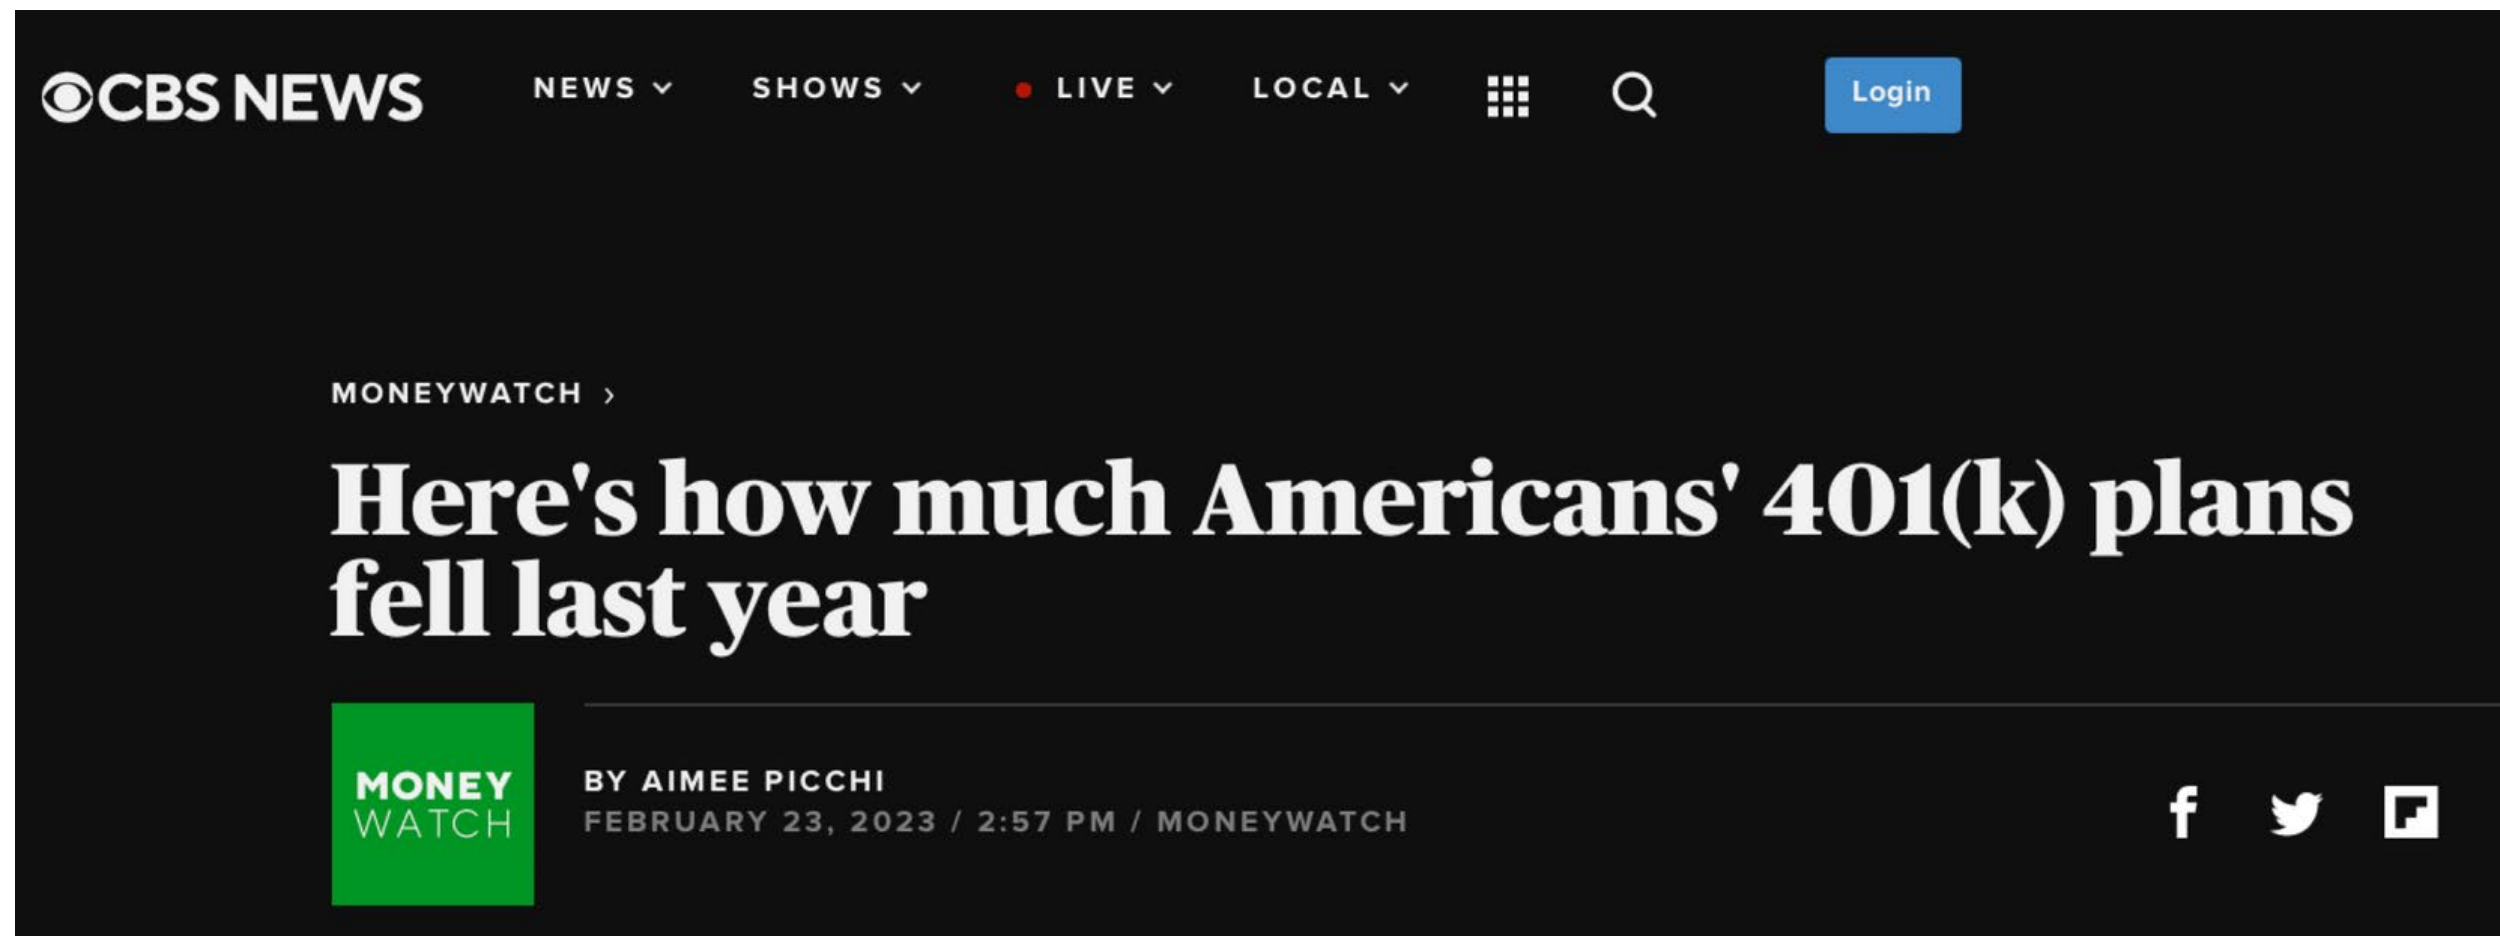 CBS NEWS NEWS SHOWS LIVE LOCAL Login
MONEYWATCH >
Here's how much Americans' 401(k) plans
fell last year
MONEY
WATCH
BY AIMEE PICCHI
FEBRUARY 23, 2023 / 2:57 PM / MONEYWATCH